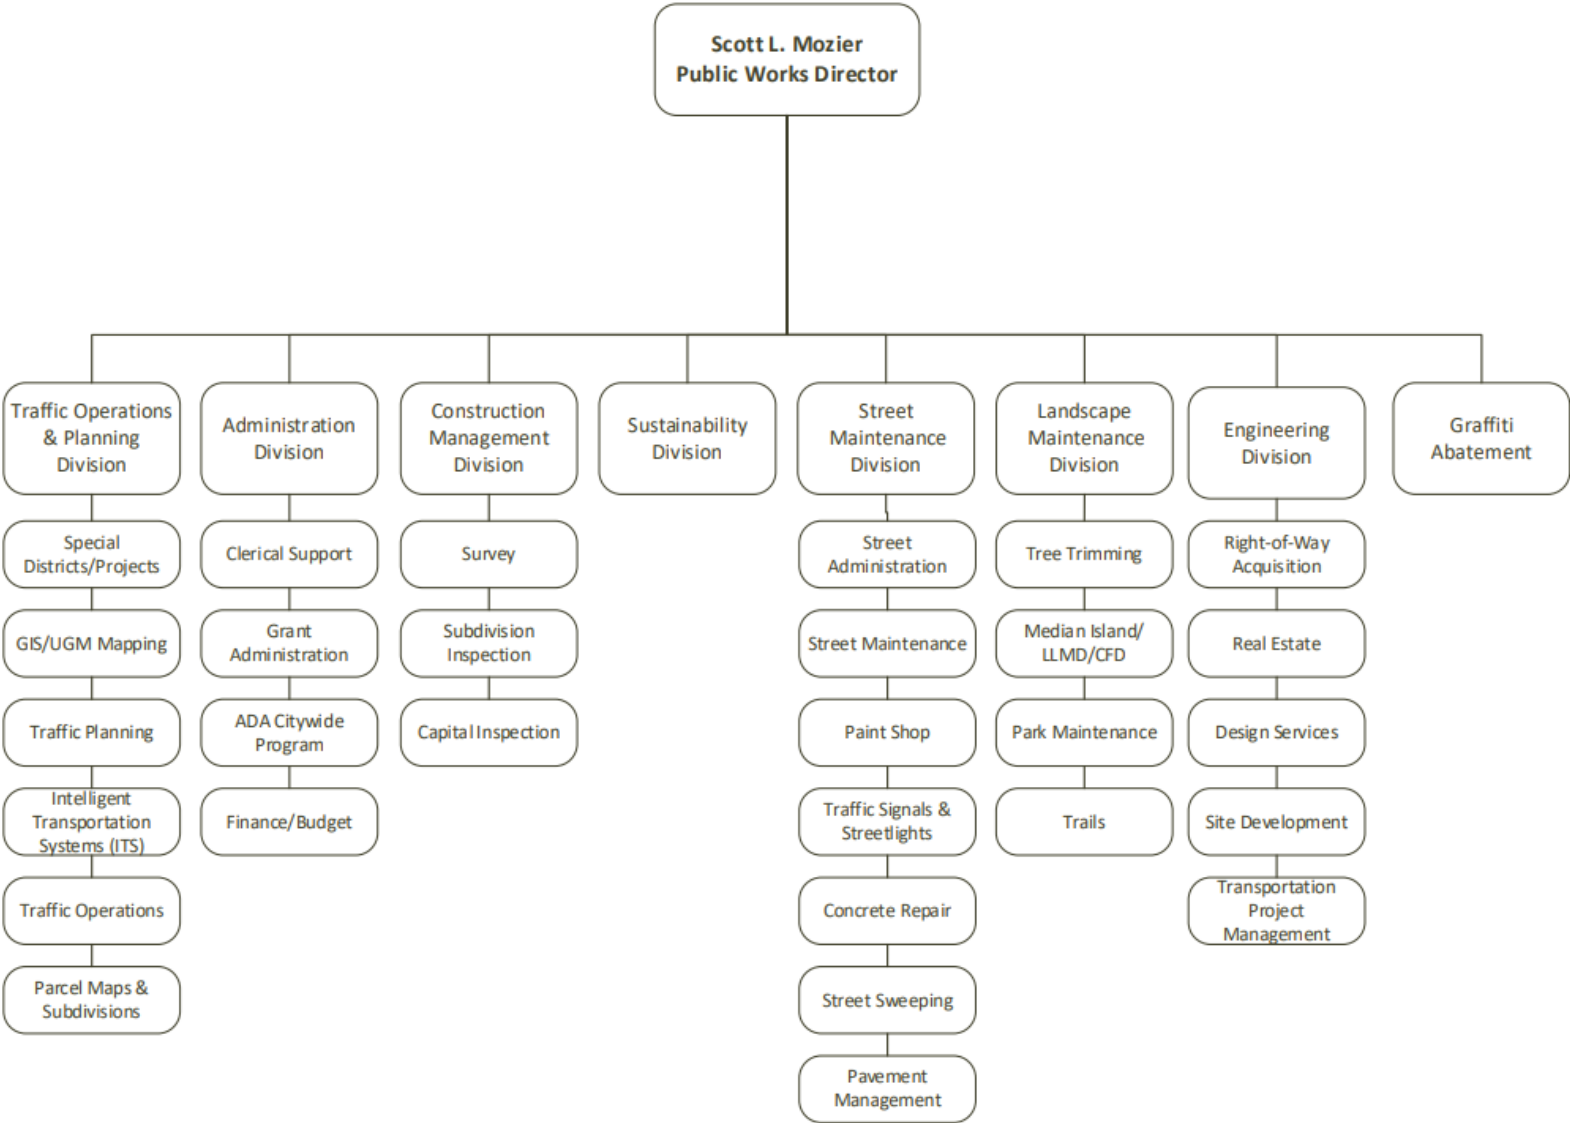 Scott L. Mozier
Public Works Director
Traffic Operations
& Planning
Division
Special
Districts/Projects
GIS/UGM Mapping
Traffic Planning
Intelligent
Transportation
Systems (ITS)
Traffic Operations
Parcel Maps &
Subdivisions
Administration
Division
Clerical Support
Grant
Administration
ADA Citywide
Program
Finance/Budget
Construction
Management
Division
Survey
Subdivision
Inspection
Capital Inspection
Sustainability
Division
Street
Maintenance
Division
Street
Administration
Street Maintenance
Paint Shop
Traffic Signals &
Streetlights
Concrete Repair
Street Sweeping
Pavement
Management
Landscape
Maintenance
Division
Tree Trimming
Median Island/
LLMD/CFD
Park Maintenance
Trails
Engineering
Division
Right-of-Way
Acquisition
Real Estate
Design Services
Site Development
Transportation
Project
Management
Graffiti
Abatement